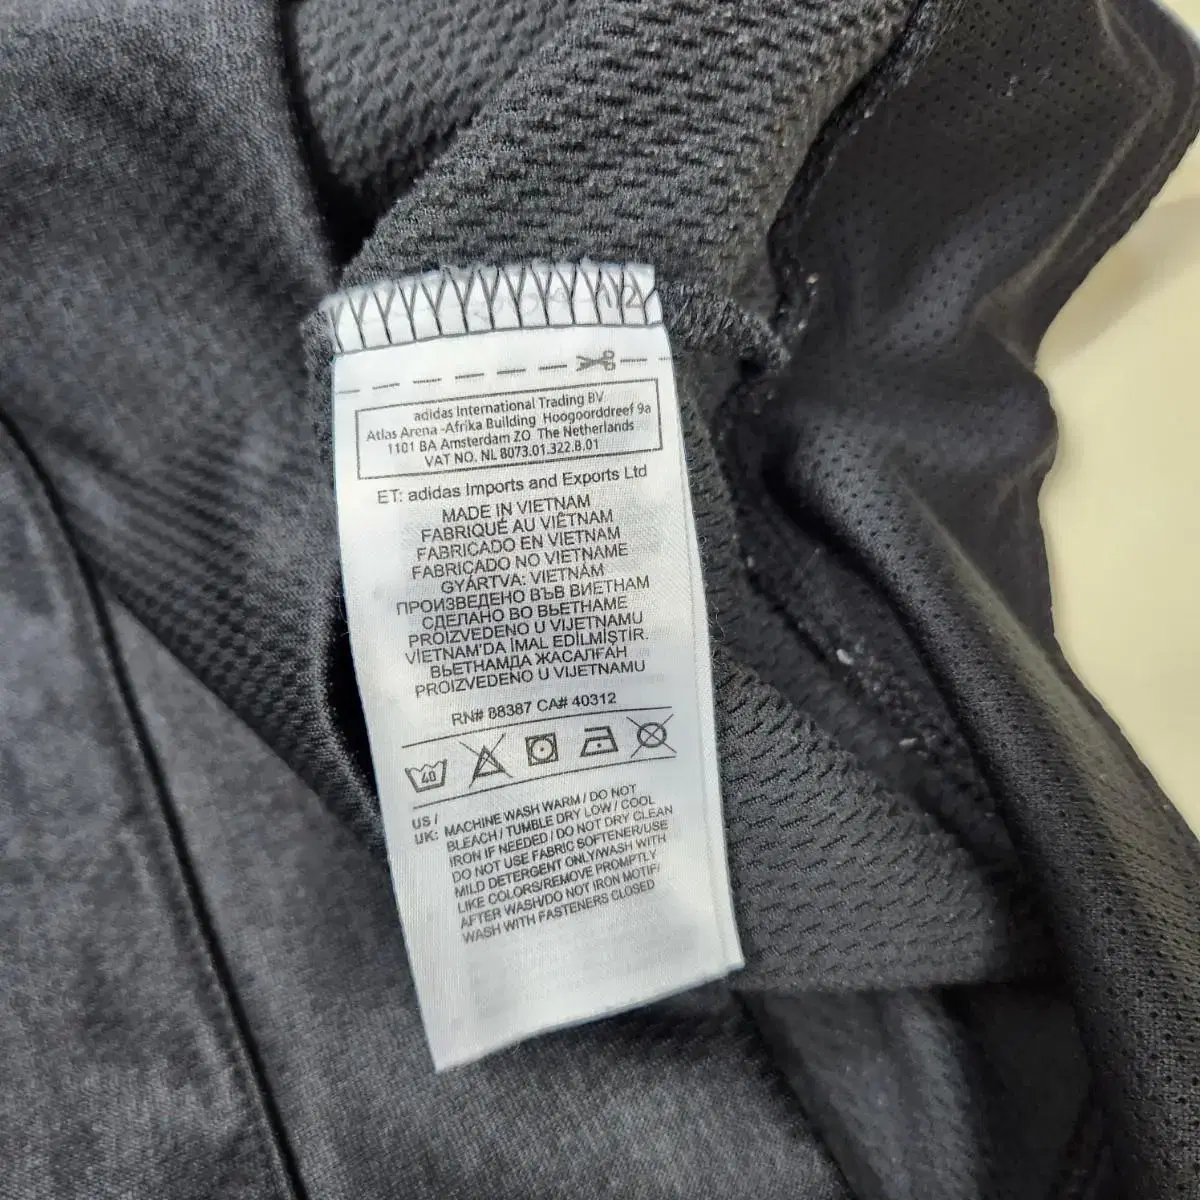 adidas International Trading BV
Atlas Arena -Afrika Building Hoogoorddreef 9a
1101 BA Amsterdam ZO The Netherlands
VAT NO. NL 8073.01.322.B.01
ET: adidas Imports and Exports Ltd
MADE IN VIETNAM
FABRIQUÉ AU VIÊTNAM
FABRICADO EN VIETNAM
FABRICADO NO VIETNAME
GYÁRTVA: VIETNÁM
ПРОИЗВЕДЕНО ВЪВ ВИЕТНАМ
СДЕЛАНО ВО ВЬЕТНАМЕ
PROIZVEDENO U VIJETNAMU
VİETNAM'DA İMAL EDİLMİŞTİR.
ВЬЕТНАМДА ЖАСАЛҒАН
PROIZVEDENO U VIJETNAMU
RN# 88387 CA# 40312
40
US /
UK: MACHINE WASH WARM / DO NOT
BLEACH / TUMBLE DRY LOW / COOL
IRON IF NEEDED / DO NOT DRY CLEAN
DO NOT USE FABRIC SOFTENER/USE
MILD DETERGENT ONLY/WASH WITH
LIKE COLORS/REMOVE PROMPTLY
AFTER WASH/DO NOT IRON MOTIF/
WASH WITH FASTENERS CLOSED